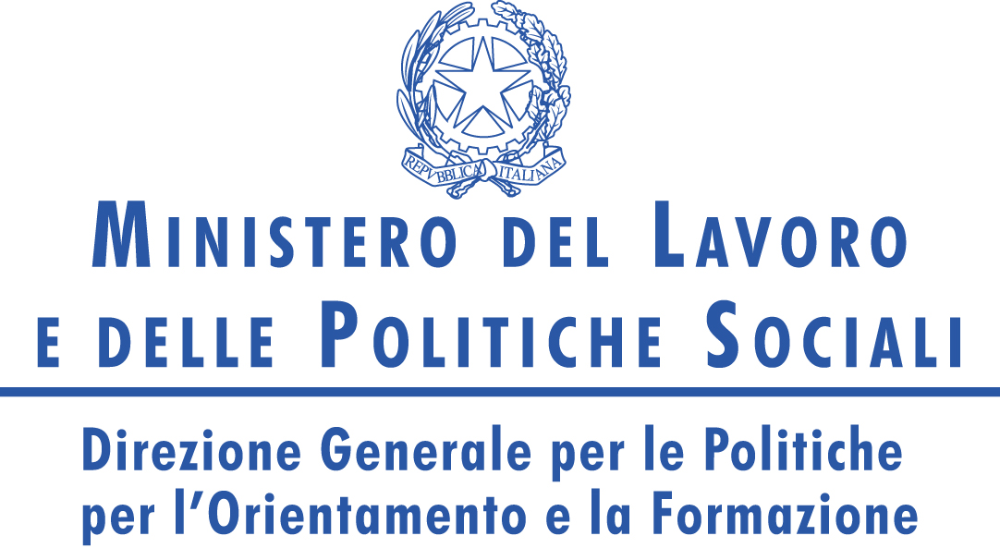 REPVBBLICA ITALIANA
MINISTERO DEL LAVORO
E DELLE POLITICHE SOCIALI
Direzione Generale per le Politiche
per l’Orientamento e la Formazione